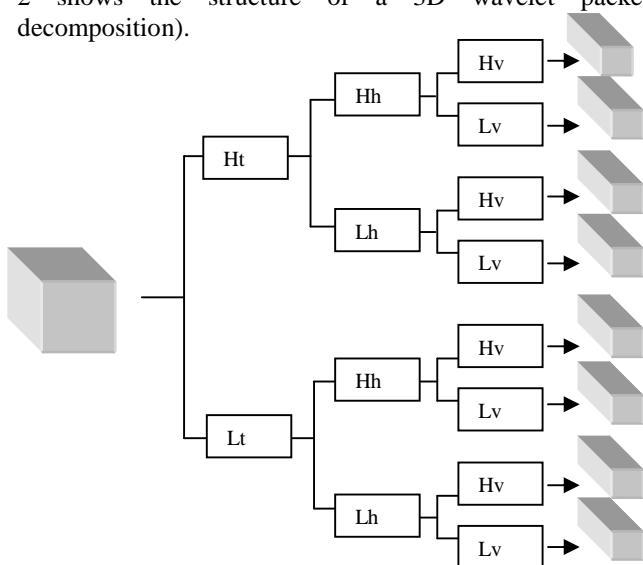 2 shows the structure of a 3D wavelet packe
decomposition).
Hv
Hh
Lv
Ht
Hv
Lh
Lv
Hv
Hh
Lv
Lt
Hv
Lh
Lv